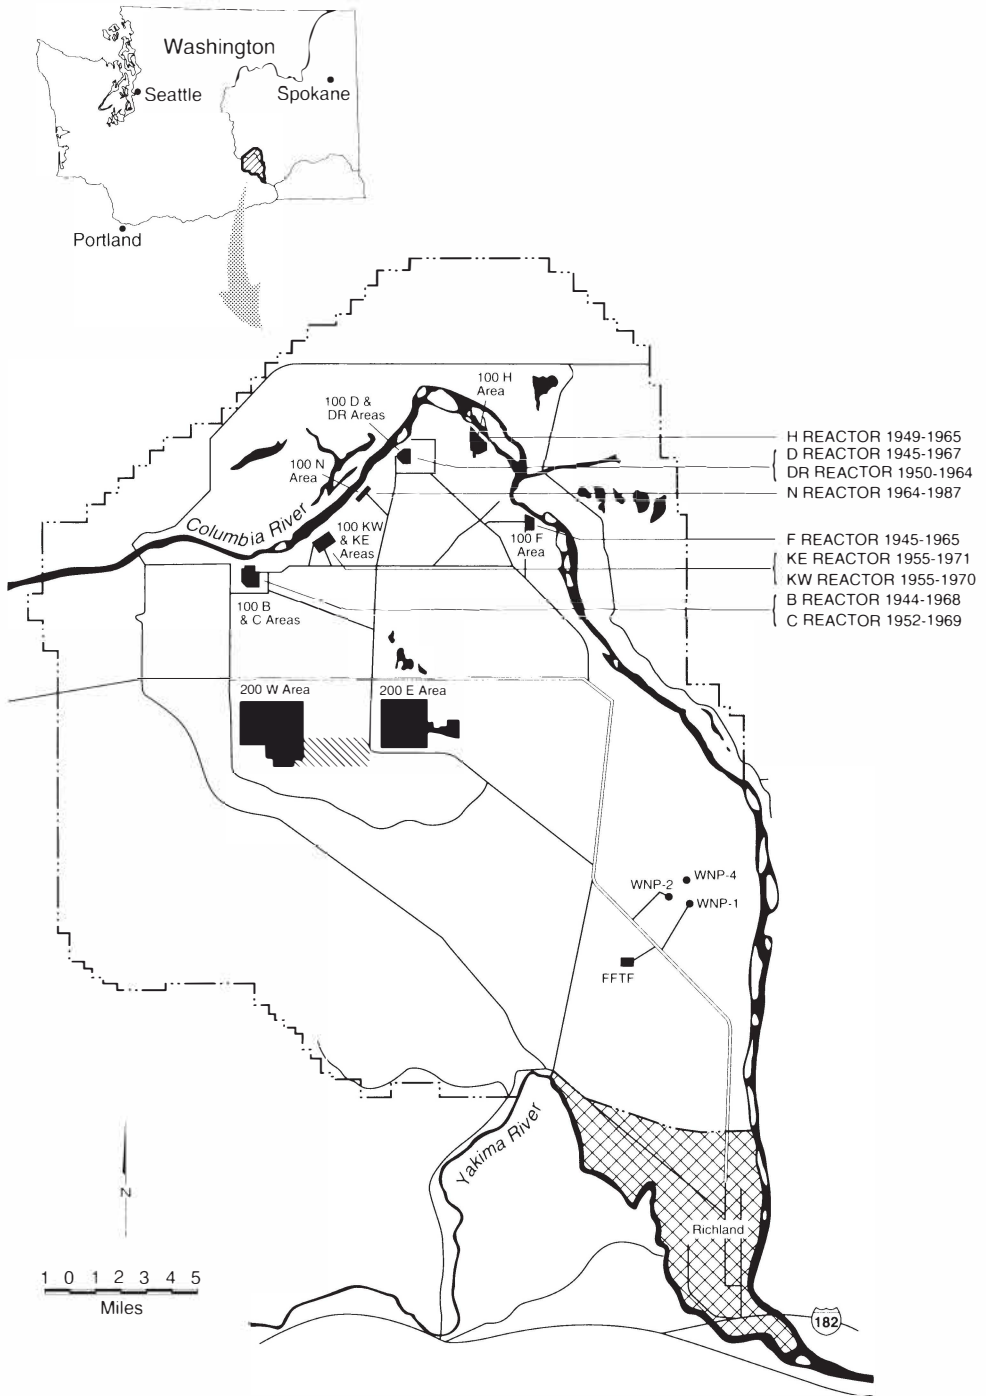 Washington
Seattle
Spokane
Portland
100 H
Area
100 D &
DR Areas
100 N
Area
Columbia River
100 KW
& KE
Areas
100 F
Area
100 B
& C Areas
H REACTOR 1949-1965
D REACTOR 1945-1967
DR REACTOR 1950-1964
N REACTOR 1964-1987
F REACTOR 1945-1965
KE REACTOR 1955-1971
KW REACTOR 1955-1970
B REACTOR 1944-1968
C REACTOR 1952-1969
200 W Area
200 E Area
WNP-4
WNP-2
WNP-1
FFTF
Yakima River
Richland
N
1 0 1 2 3 4 5
Miles
182